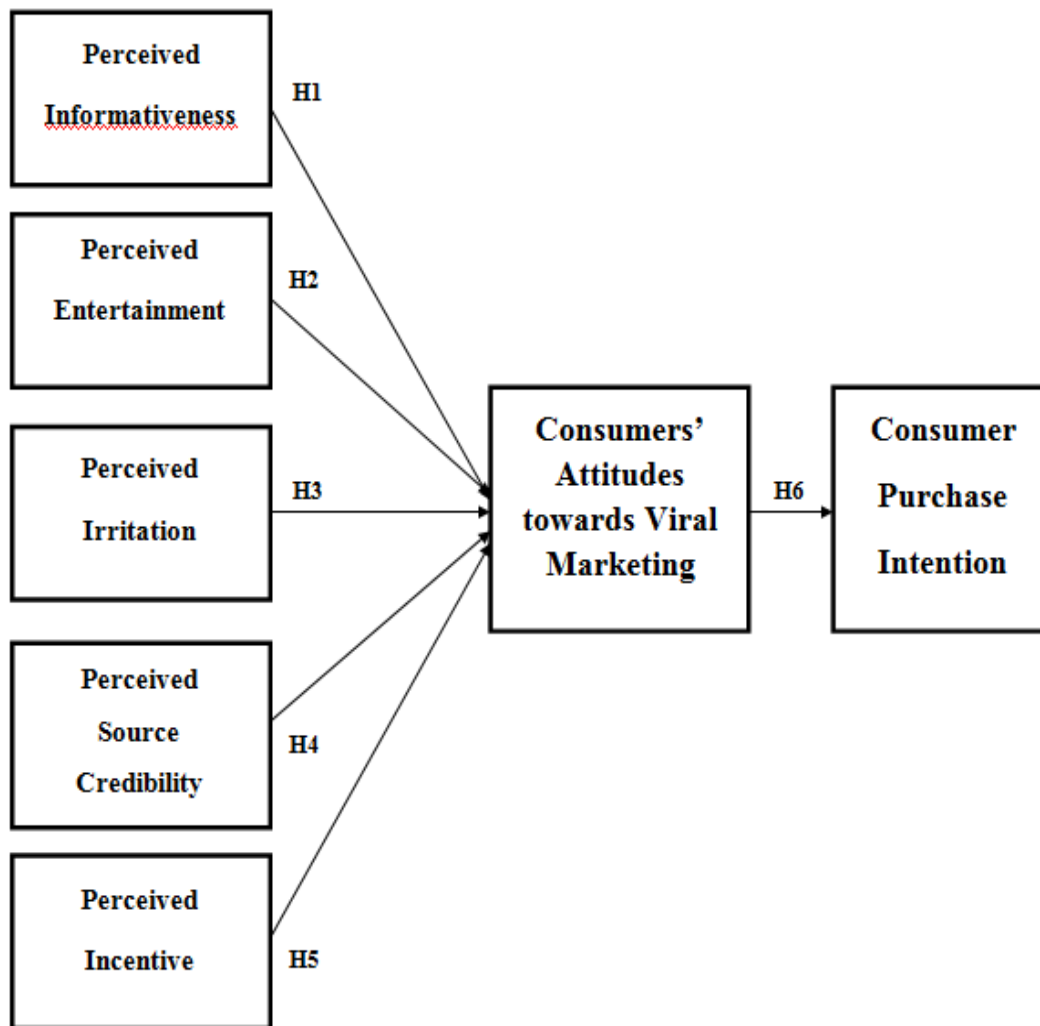 Perceived
Informativeness
H1
Perceived
Entertainment
H2
Perceived
Irritation
H3
Perceived
Source
Credibility
H4
Perceived
Incentive
H5
Consumers’
Attitudes
towards Viral
Marketing
H6
Consumer
Purchase
Intention